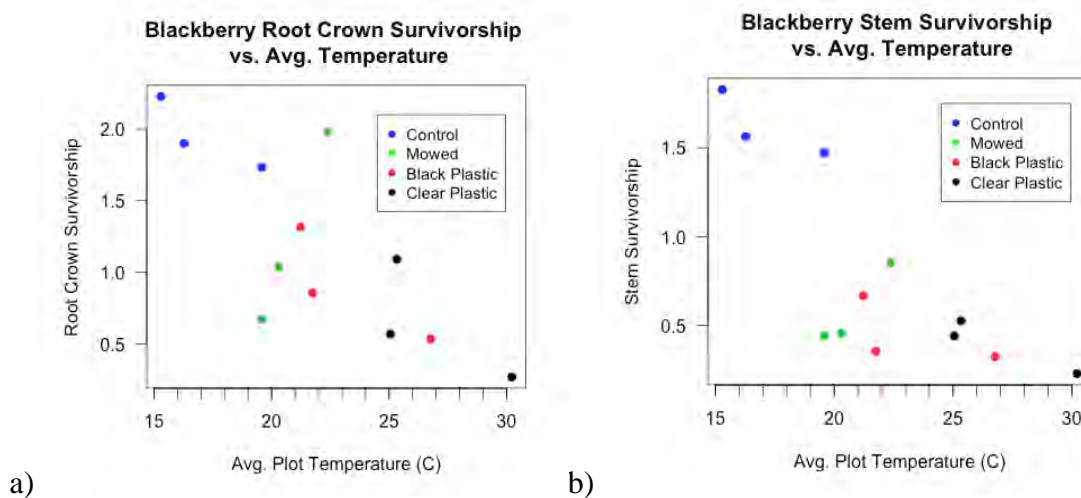 Blackberry Root Crown Survivorship
vs. Avg. Temperature
Root Crown Survivorship
2.0
1.5
1.0
0.5
Control
Mowed
Black Plastic
Clear Plastic
15
20
25
30
Avg. Plot Temperature (C)
a)
Blackberry Stem Survivorship
vs. Avg. Temperature
Stem Survivorship
1.5
1.0
0.5
Control
Mowed
Black Plastic
Clear Plastic
15
20
25
30
Avg. Plot Temperature (C)
b)